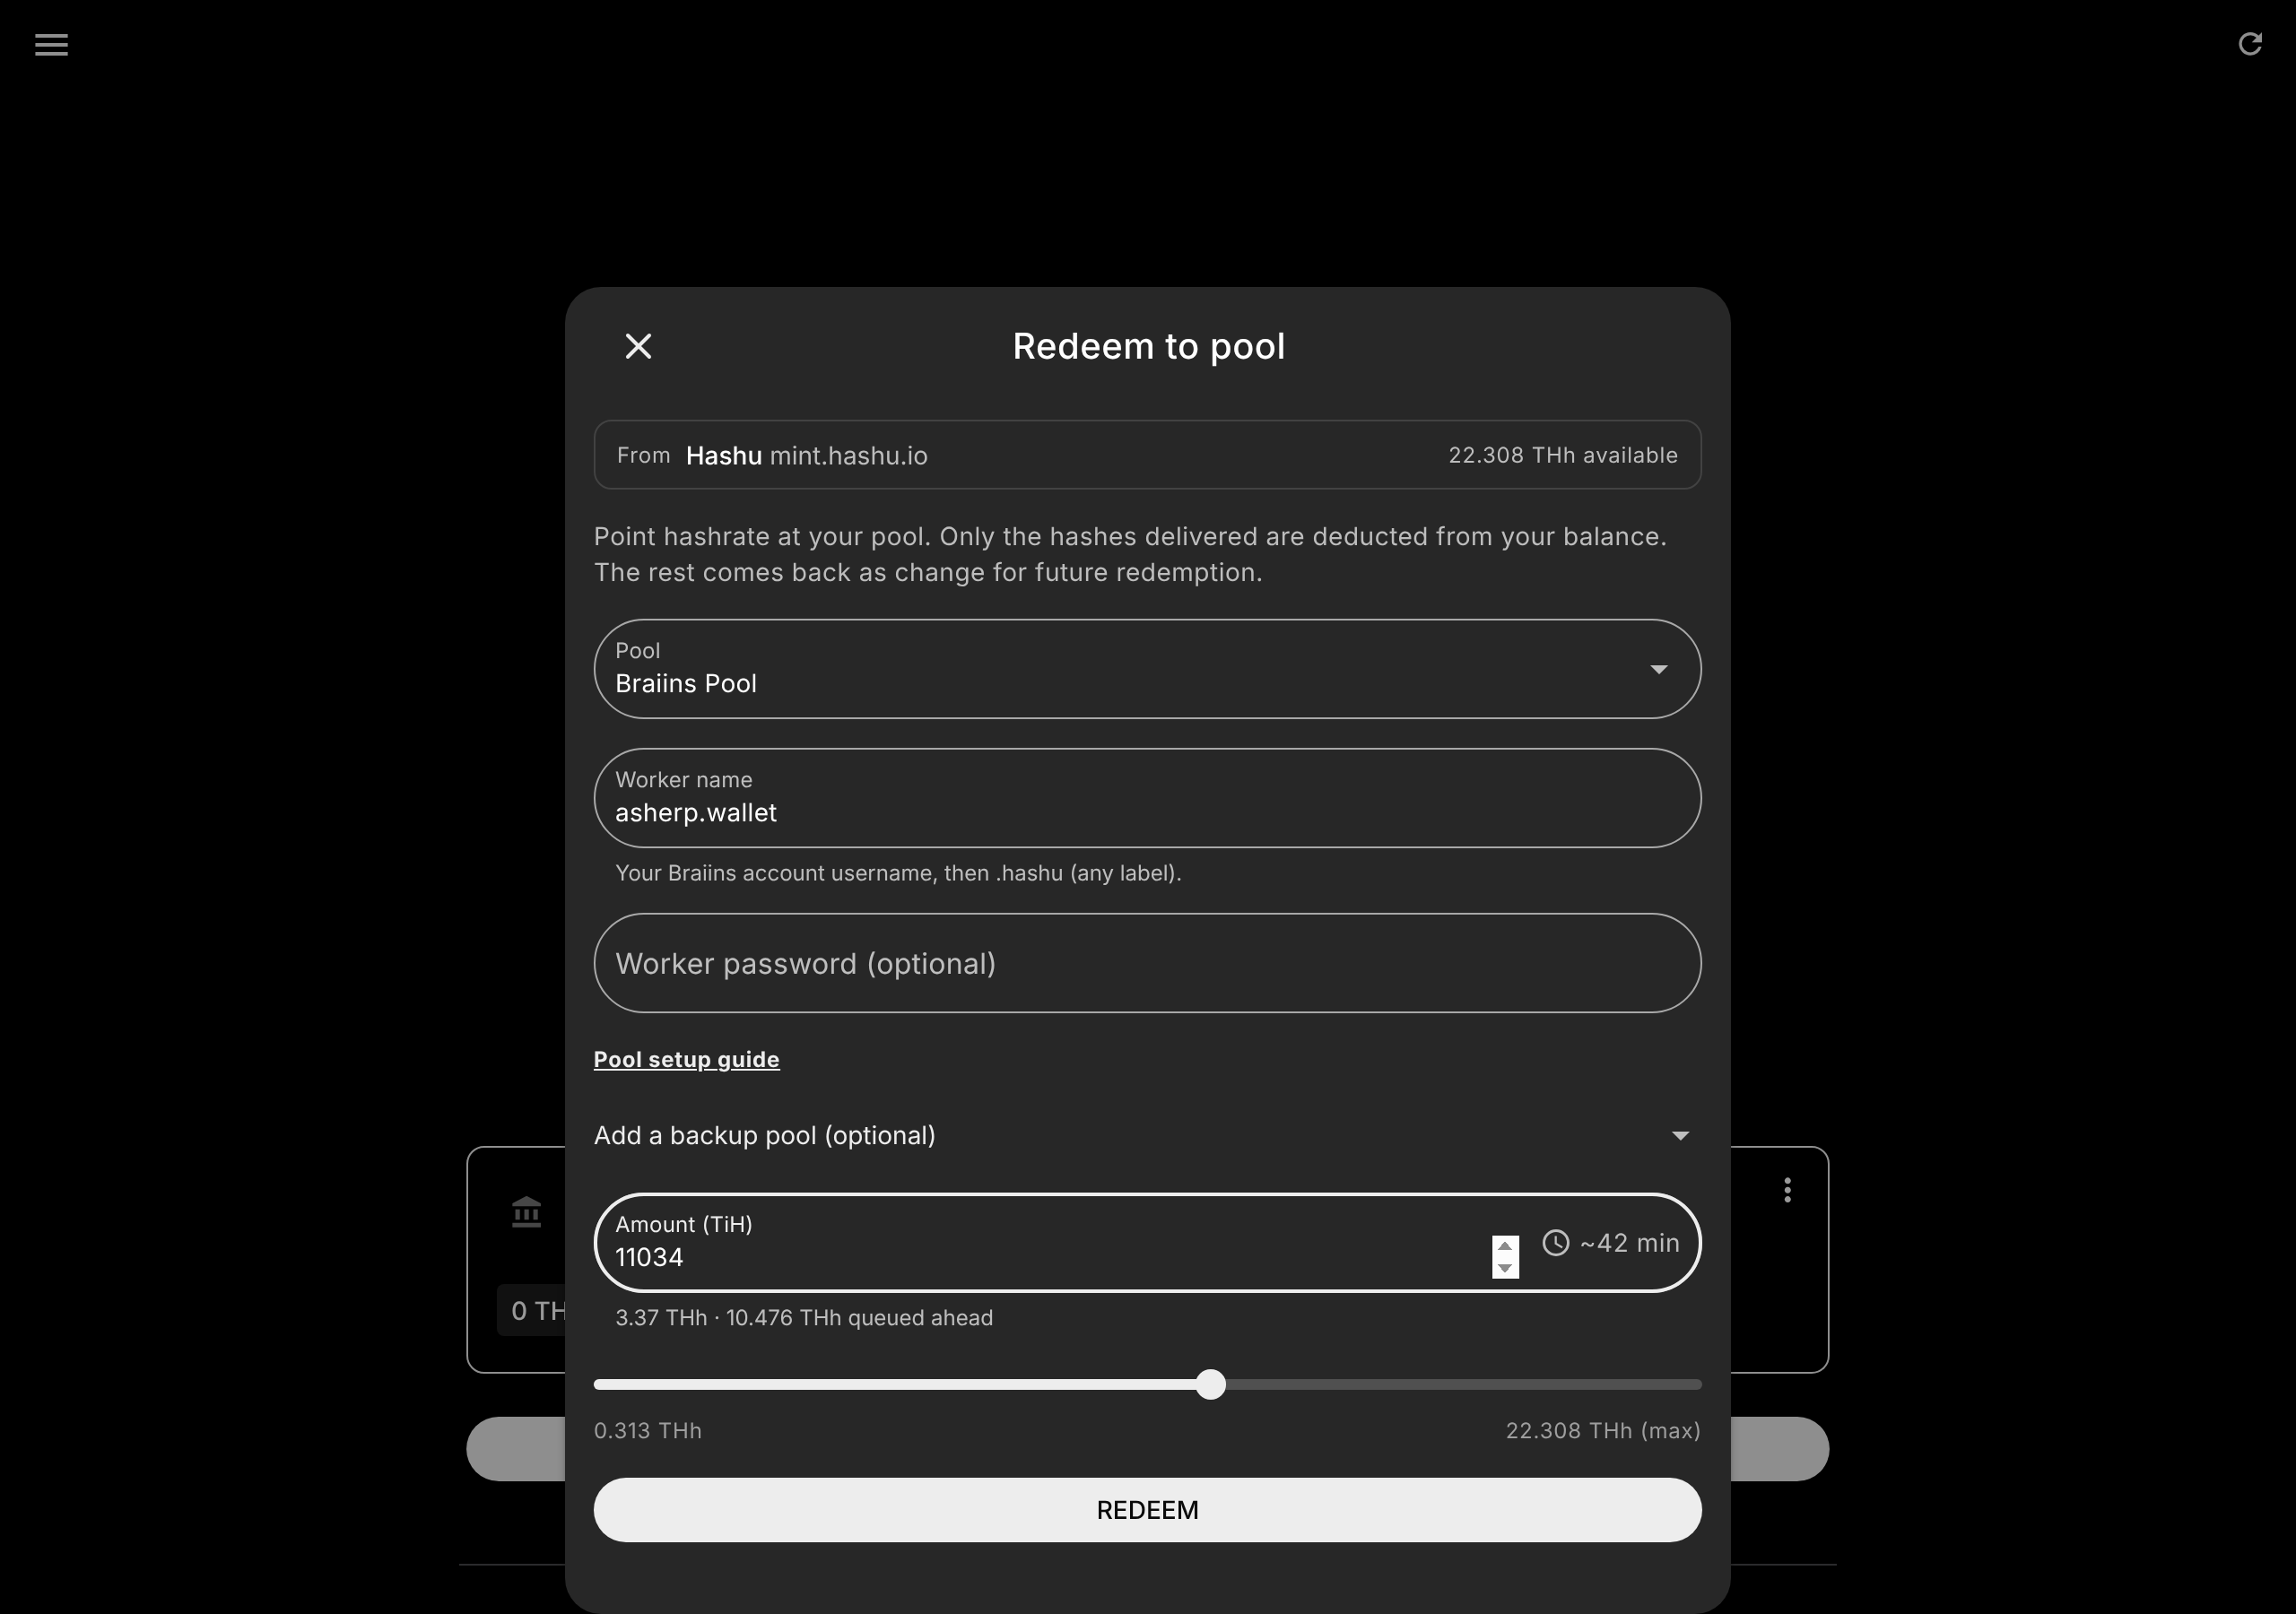 Redeem to pool
From Hashu mint.hashu.io 22.308 THh available
Point hashrate at your pool. Only the hashes delivered are deducted from your balance.
The rest comes back as change for future redemption.
Pool
Braiins Pool
Worker name
asherp.wallet
Your Braiins account username, then .hashu (any label).
Worker password (optional)
Pool setup guide
Add a backup pool (optional)
Amount (TiH)
11034
~42 min
0 TH
3.37 THh · 10.476 THh queued ahead
0.313 THh 22.308 THh (max)
REDEEM